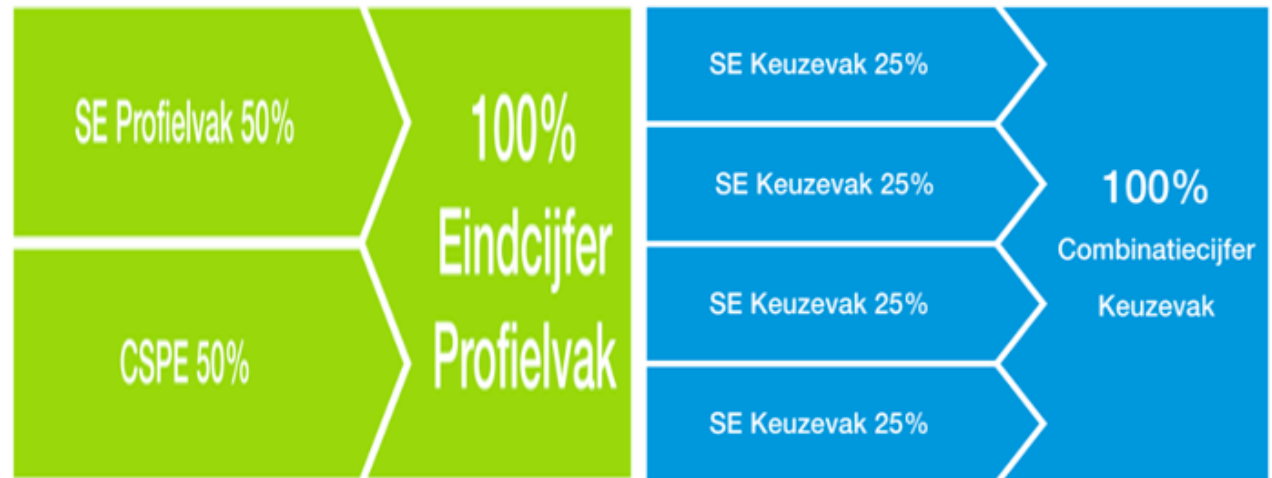 SE Profielvak 50%
CSPE 50%
100%
Eindcijfer
Profielvak
SE Keuzevak 25%
SE Keuzevak 25%
SE Keuzevak 25%
SE Keuzevak 25%
100%
Combinatiecijfer
Keuzevak